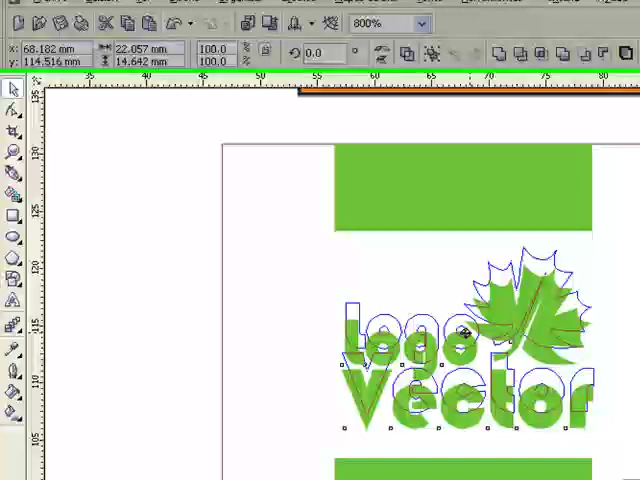 800%
x: 68.182 mm 22.057 mm 100.0 0.0 °
y: 114.516 mm 14.642 mm 100.0
35 40 45 50 55 60 65 70 75 80
135
130
125
120
115
110
105
Logo
Vector